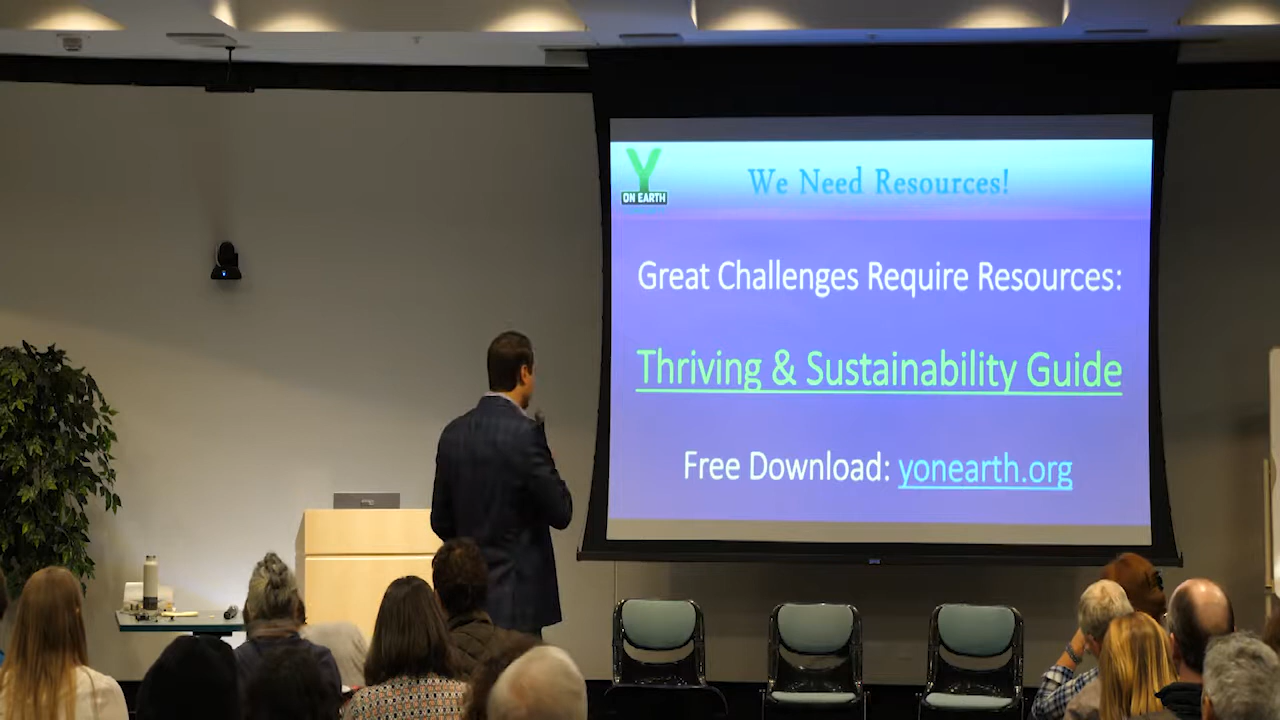 Y
ON EARTH
We Need Resources!
Great Challenges Require Resources:
Thriving & Sustainability Guide
Free Download: yonearth.org